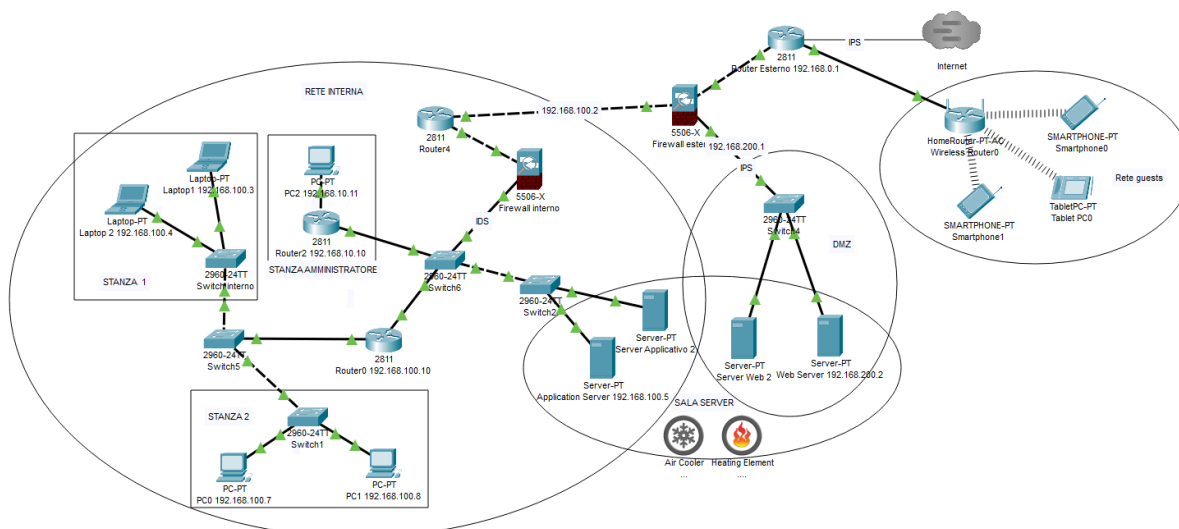 IPS
2811
Router Esterno 192.168.0.1
Internet
RETE INTERNA
192.168.100.2
5506-X
Firewall ester
192.168.200.1
2811
Router4
HomeRouter-PT-AC
Wireless Router0
SMARTPHONE-PT
Smartphone0
Rete guests
Laptop-PT
Laptop1 192.168.100.3
PC-PT
PC2 192.168.10.11
5506-X
Firewall interno
IPS
TabletPC-PT
Tablet PC0
SMARTPHONE-PT
Smartphone1
Laptop-PT
Laptop 2 192.168.100.4
IDS
2960-24TT
Switch4
2811
Router2 192.168.10.10
DMZ
STANZA AMMINISTRATORE
2960-24TT
Switch6
2960-24TT
Switch interno
STANZA 1
2960-24TT
Switch2
Server-PT
Server Applicativo 2
2960-24TT
Switch5
2811
Router0 192.168.100.10
Server-PT
Server Web 2
Server-PT
Web Server 192.168.200.2
Server-PT
Application Server 192.168.100.5
SALA SERVER
STANZA 2
2960-24TT
Switch1
Air Cooler
...
Heating Element
....
PC-PT
PC0 192.168.100.7
PC-PT
PC1 192.168.100.8